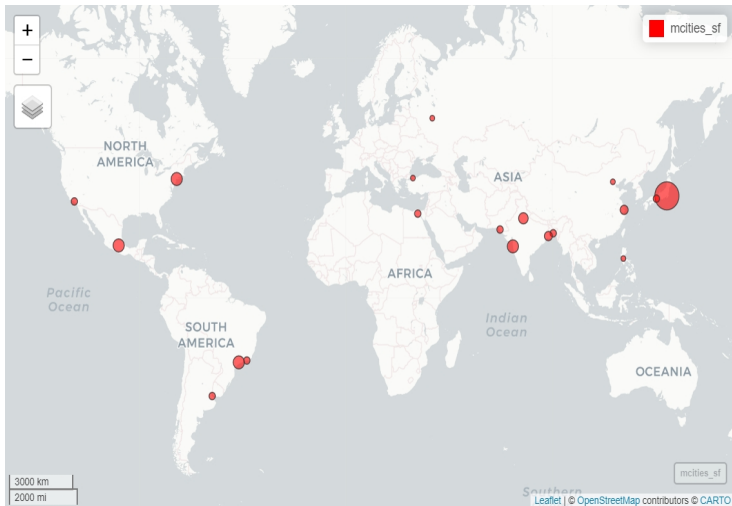 +
mcities_sf
−
NORTH
AMERICA
ASIA
AFRICA
Pacific
Ocean
Indian
Ocean
SOUTH
AMERICA
OCEANIA
mcities_sf
3000 km
2000 mi
Southern
Leaflet | © OpenStreetMap contributors © CARTO